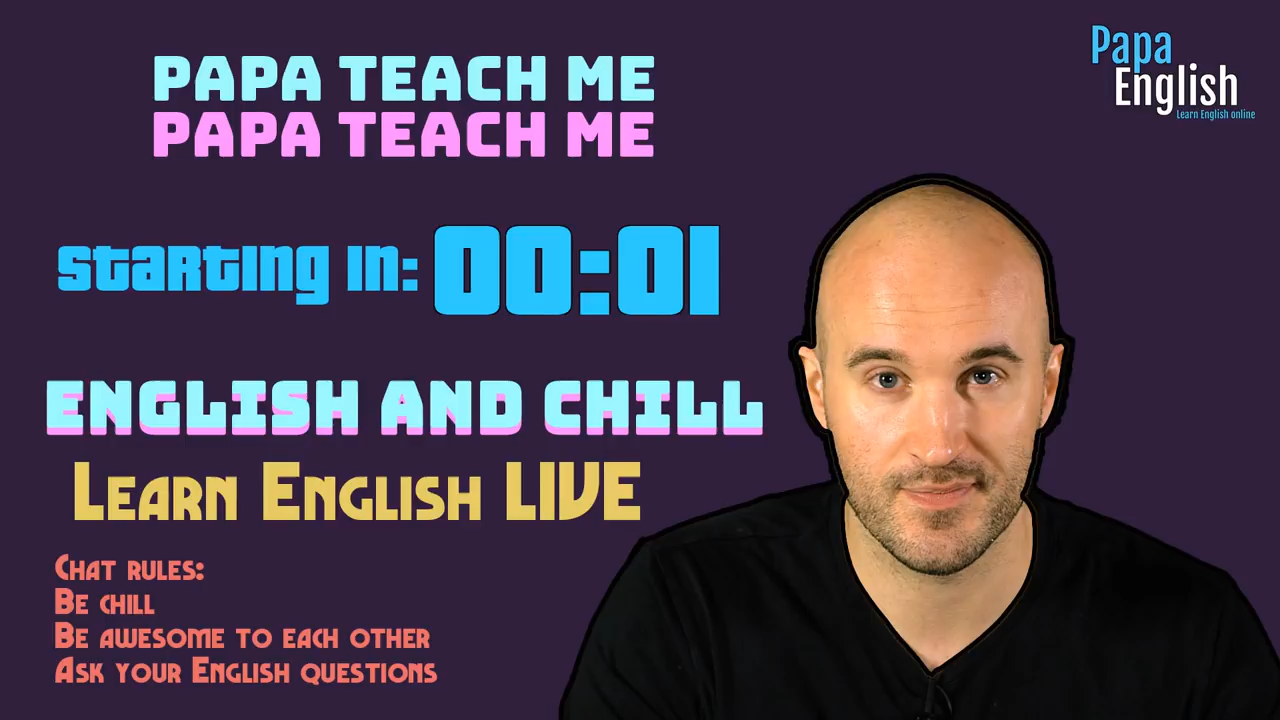 PAPA TEACH ME
PAPA TEACH ME
Papa
English
Learn English online
starting in: 00:01
ENGLISH AND CHILL
Learn English LIVE
Chat rules:
Be chill
Be awesome to each other
Ask your English questions